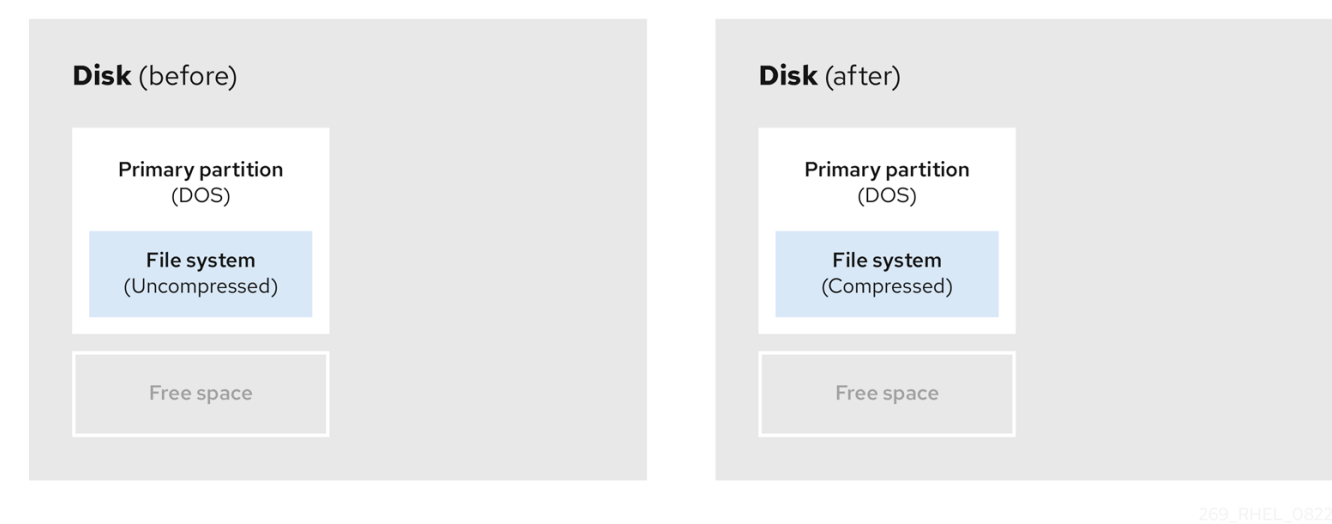 Disk (before)
Primary partition
(DOS)
File system
(Uncompressed)
Free space
Disk (after)
Primary partition
(DOS)
File system
(Compressed)
Free space
269_RHEL_0822